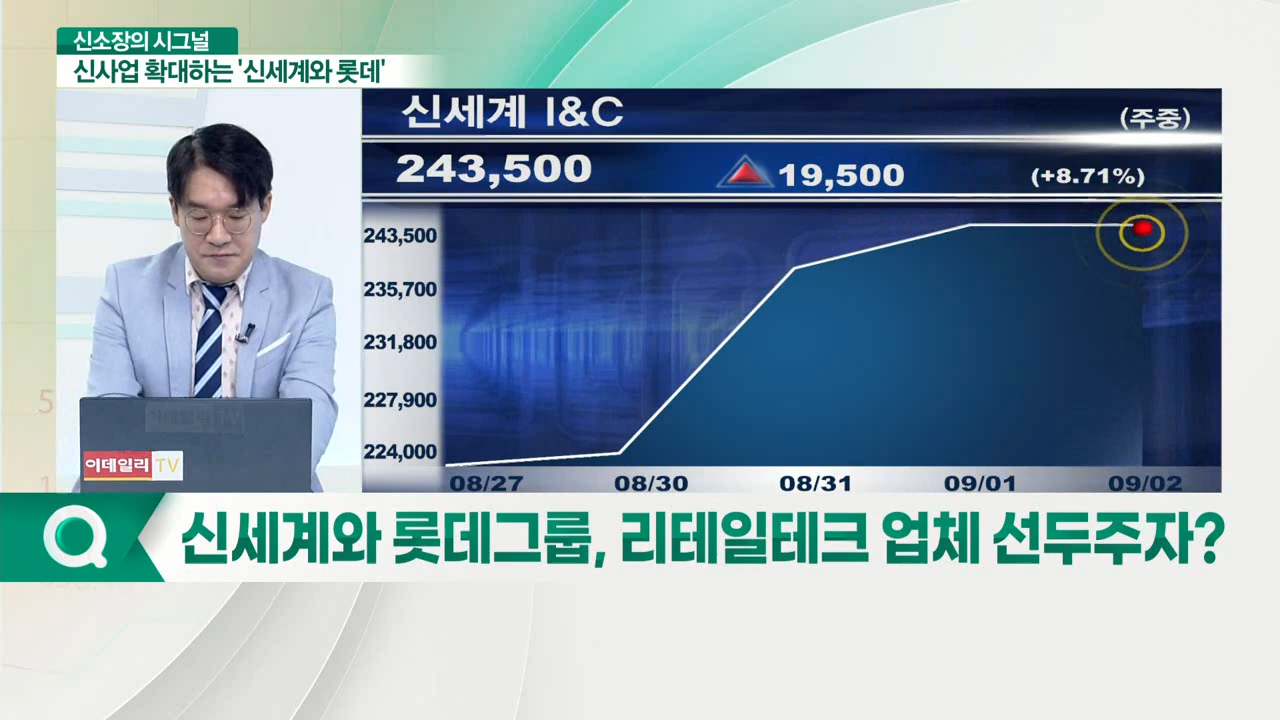 신소장의 시그널
신사업 확대하는 '신세계와 롯데'
신세계 I&C
(주중)
243,500
19,500
(+8.71%)
243,500
235,700
231,800
227,900
224,000
08/27
08/30
08/31
09/01
09/02
이데일리 TV
신세계와 롯데그룹, 리테일테크 업체 선두주자?